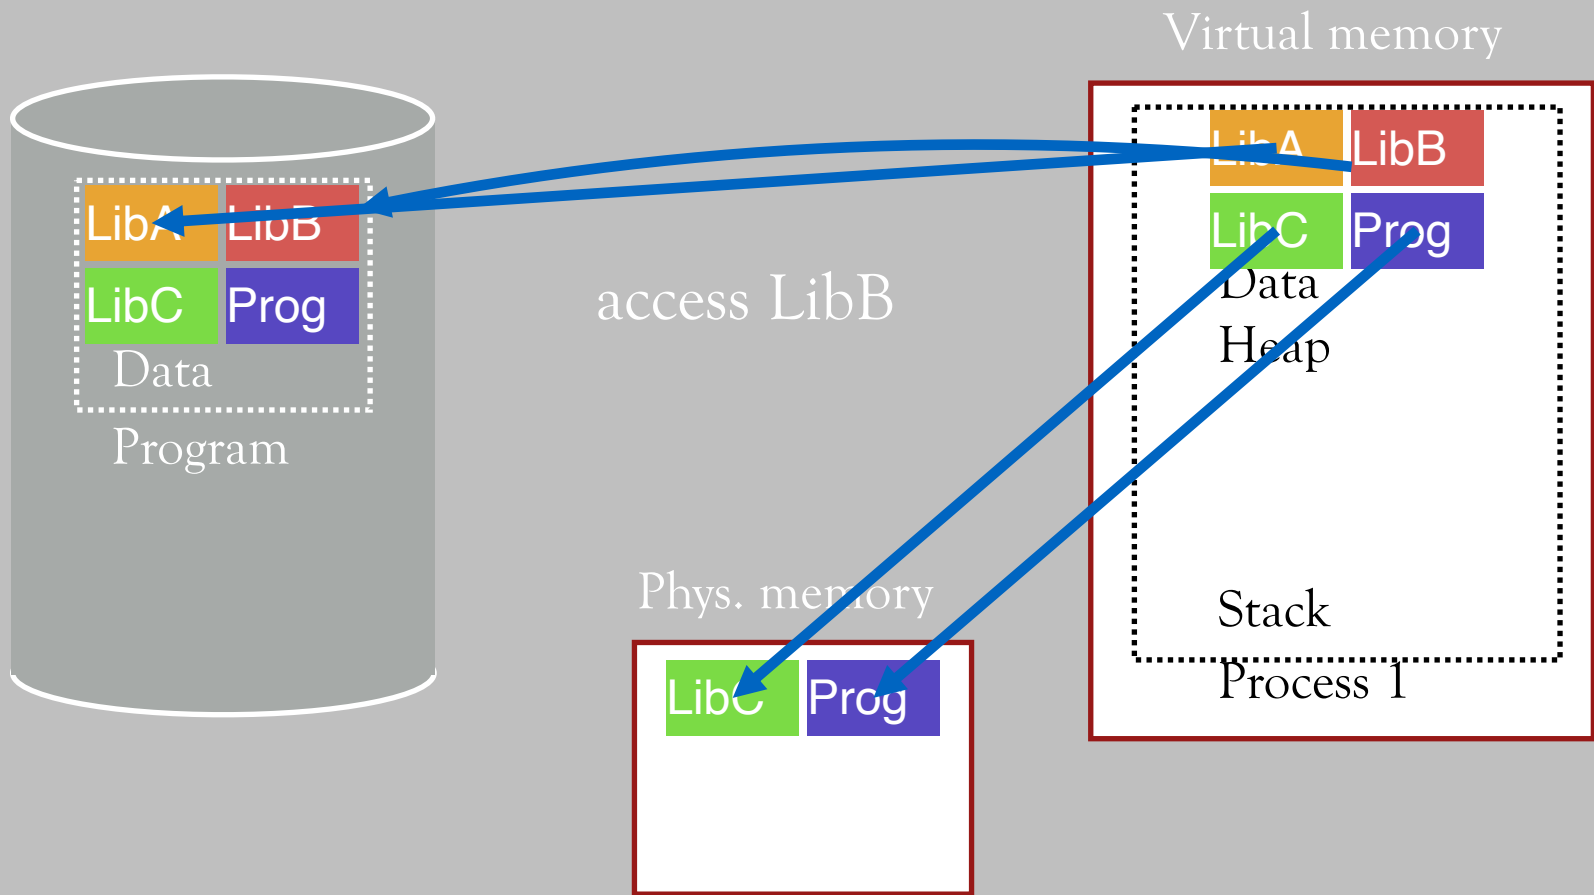 Virtual memory
LibA LibB
LibC Prog
Data
Heap
Stack
Process 1
LibA LibB
LibC Prog
Data
Program
access LibB
Phys. memory
LibC Prog